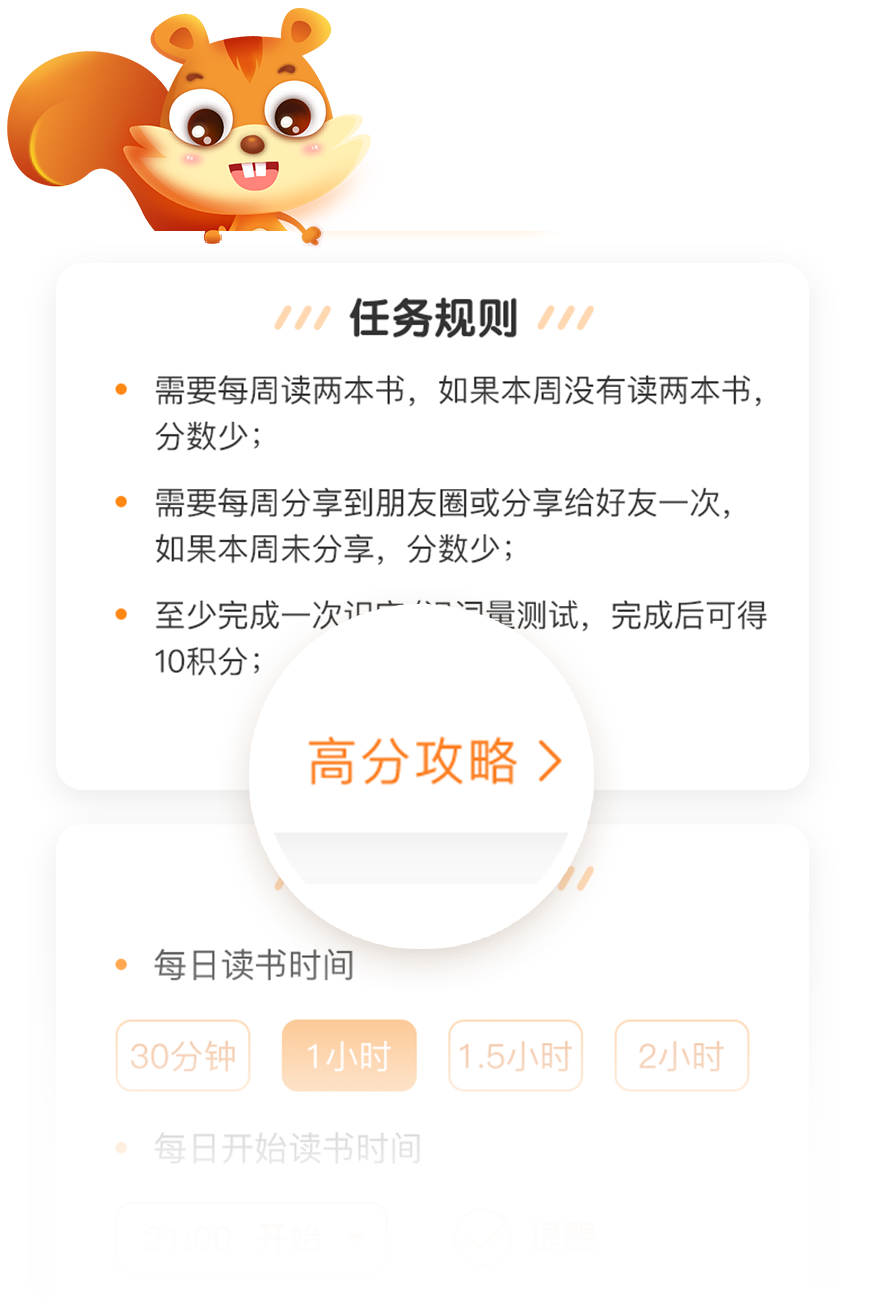 任务规则
需要每周读两本书，如果本周没有读两本书，
分数少；
需要每周分享到朋友圈或分享给好友一次，
如果本周未分享，分数少；
至少完成一次识字/词量测试，完成后可得
10积分；
高分攻略
每日读书时间
30分钟 1小时 1.5小时 2小时
每日开始读书时间
21:00 开始 提醒